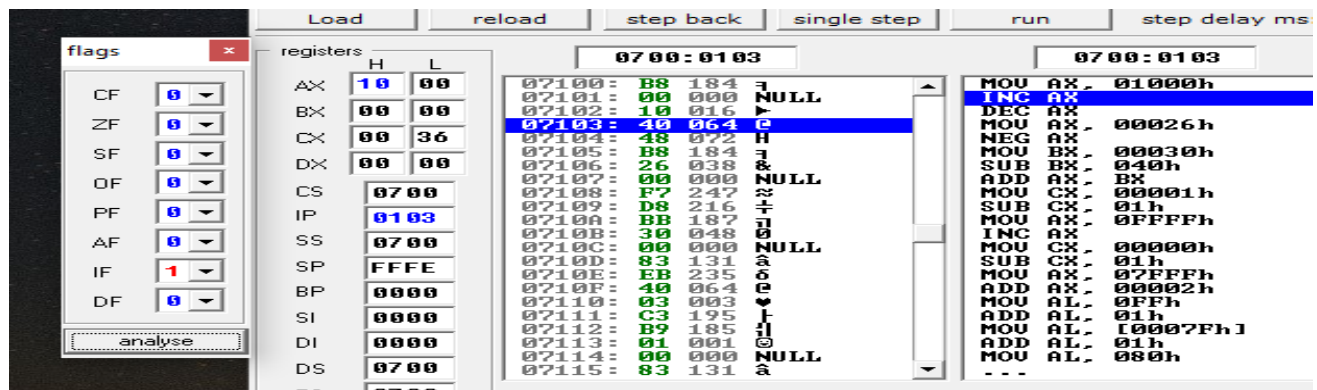 Load reload step back single step run step delay ms:
flags ×
CF 0
ZF 0
SF 0
OF 0
PF 0
AF 0
IF 1
DF 0
analyse
registers
H L
AX 10 00
BX 00 00
CX 00 36
DX 00 00
CS 0700
IP 0103
SS 0700
SP FFFE
BP 0000
SI 0000
DI 0000
DS 0700
0700:0103
07100: B8 184 ╕
07101: 00 000 NULL
07102: 10 016 ►
07103: 40 064 @
07104: 48 072 H
07105: B8 184 ╕
07106: 26 038 &
07107: 00 000 NULL
07108: F7 247 ≈
07109: D8 216 ╪
0710A: BB 187 ╗
0710B: 30 048 0
0710C: 00 000 NULL
0710D: 83 131 â
0710E: EB 235 δ
0710F: 40 064 @
07110: 03 003 ♥
07111: C3 195 ├
07112: B9 185 ╣
07113: 01 001 ☺
07114: 00 000 NULL
07115: 83 131 â
0700:0103
MOV AX, 01000h
INC AX
DEC AX
MOV AX, 00026h
NEG AX
MOV BX, 00030h
SUB BX, 040h
ADD AX, BX
MOV CX, 00001h
SUB CX, 01h
MOV AX, 0FFFFh
INC AX
MOV CX, 00000h
SUB CX, 01h
MOV AX, 07FFFh
ADD AX, 00002h
MOV AL, 0FFh
ADD AL, 01h
MOV AL, [0007Fh]
ADD AL, 01h
MOV AL, 080h
...